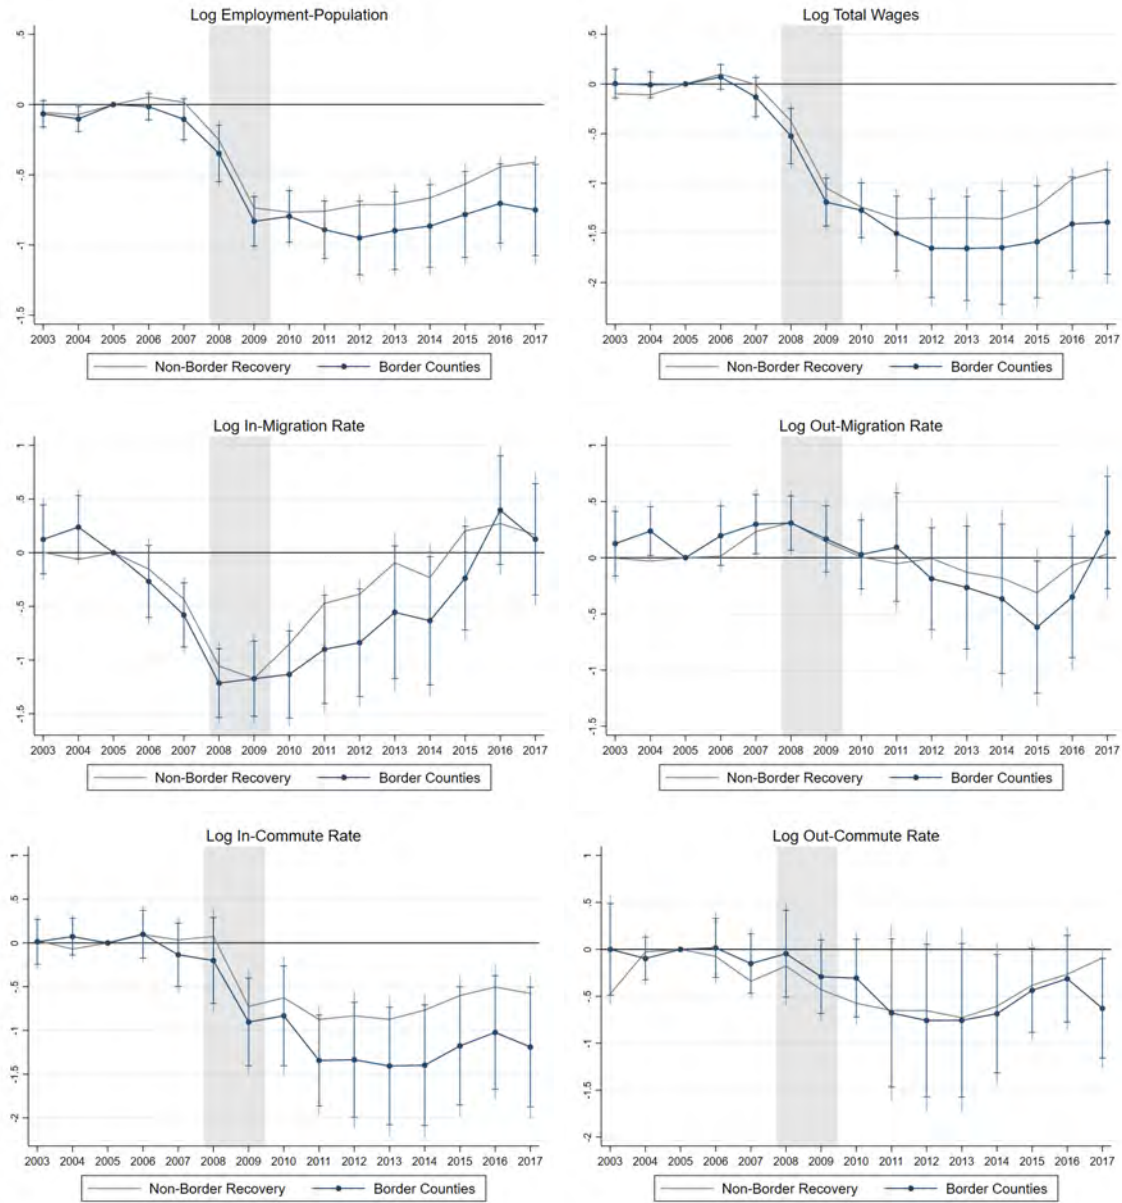 Log Employment-Population
.5
0
-.5
-1
-1.5
2003 2004 2005 2006 2007 2008 2009 2010 2011 2012 2013 2014 2015 2016 2017
Non-Border Recovery Border Counties
Log Total Wages
.5
0
-.5
-1
-1.5
-2
2003 2004 2005 2006 2007 2008 2009 2010 2011 2012 2013 2014 2015 2016 2017
Non-Border Recovery Border Counties
Log In-Migration Rate
1
.5
0
-.5
-1
-1.5
2003 2004 2005 2006 2007 2008 2009 2010 2011 2012 2013 2014 2015 2016 2017
Non-Border Recovery Border Counties
Log Out-Migration Rate
1
.5
0
-.5
-1
-1.5
2003 2004 2005 2006 2007 2008 2009 2010 2011 2012 2013 2014 2015 2016 2017
Non-Border Recovery Border Counties
Log In-Commute Rate
1
.5
0
-.5
-1
-1.5
-2
2003 2004 2005 2006 2007 2008 2009 2010 2011 2012 2013 2014 2015 2016 2017
Non-Border Recovery Border Counties
Log Out-Commute Rate
1
.5
0
-.5
-1
-1.5
-2
2003 2004 2005 2006 2007 2008 2009 2010 2011 2012 2013 2014 2015 2016 2017
Non-Border Recovery Border Counties